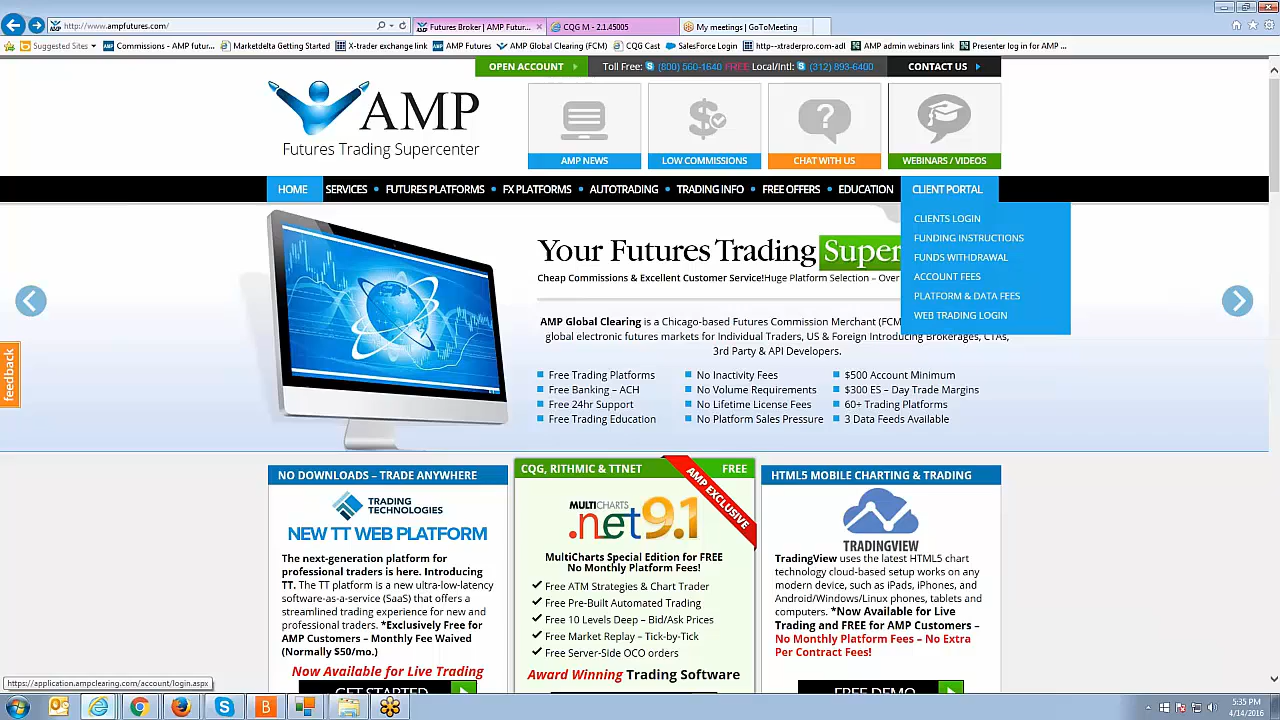 http://www.ampfutures.com/
Futures Broker | AMP Futur...
CQG M - 2.1.45005
My meetings | GoToMeeting
Suggested Sites
Commissions - AMP futur...
Marketdelta Getting Started
X-trader exchange link
AMP Futures
AMP Global Clearing (FCM)
CQG Cast
SalesForce Login
http--xtraderpro.com-adl
AMP admin webinars link
Presenter log in for AMP ...
OPEN ACCOUNT
Toll Free: (800) 560-1640 FREE Local/Intl: (312) 893-6400
CONTACT US
AMP
Futures Trading Supercenter
AMP NEWS
LOW COMMISSIONS
CHAT WITH US
WEBINARS / VIDEOS
HOME
SERVICES
FUTURES PLATFORMS
FX PLATFORMS
AUTOTRADING
TRADING INFO
FREE OFFERS
EDUCATION
CLIENT PORTAL
CLIENTS LOGIN
FUNDING INSTRUCTIONS
FUNDS WITHDRAWAL
ACCOUNT FEES
PLATFORM & DATA FEES
WEB TRADING LOGIN
Your Futures Trading Super
Cheap Commissions & Excellent Customer Service!Huge Platform Selection – Over
AMP Global Clearing is a Chicago-based Futures Commission Merchant (FCM
global electronic futures markets for Individual Traders, US & Foreign Introducing Brokerages, CTAs,
3rd Party & API Developers.
Free Trading Platforms
Free Banking – ACH
Free 24hr Support
Free Trading Education
No Inactivity Fees
No Volume Requirements
No Lifetime License Fees
No Platform Sales Pressure
$500 Account Minimum
$300 ES – Day Trade Margins
60+ Trading Platforms
3 Data Feeds Available
feedback
NO DOWNLOADS – TRADE ANYWHERE
TRADING
TECHNOLOGIES
NEW TT WEB PLATFORM
The next-generation platform for
professional traders is here. Introducing
TT. The TT platform is a new ultra-low-latency
software-as-a-service (SaaS) that offers a
streamlined trading experience for new and
professional traders. *Exclusively Free for
AMP Customers – Monthly Fee Waived
(Normally $50/mo.)
Now Available for Live Trading
GET STARTED
CQG, RITHMIC & TTNET
FREE
AMP EXCLUSIVE
MULTICHARTS
.net9.1
MultiCharts Special Edition for FREE
No Monthly Platform Fees!
Free ATM Strategies & Chart Trader
Free Pre-Built Automated Trading
Free 10 Levels Deep – Bid/Ask Prices
Free Market Replay – Tick-by-Tick
Free Server-Side OCO orders
Award Winning Trading Software
HTML5 MOBILE CHARTING & TRADING
TRADINGVIEW
TradingView uses the latest HTML5 chart
technology cloud-based setup works on any
modern device, such as iPads, iPhones, and
Android/Windows/Linux phones, tablets and
computers. *Now Available for Live
Trading and FREE for AMP Customers –
No Monthly Platform Fees – No Extra
Per Contract Fees!
FREE DEMO
https://application.ampclearing.com/account/login.aspx
5:35 PM
4/14/2016